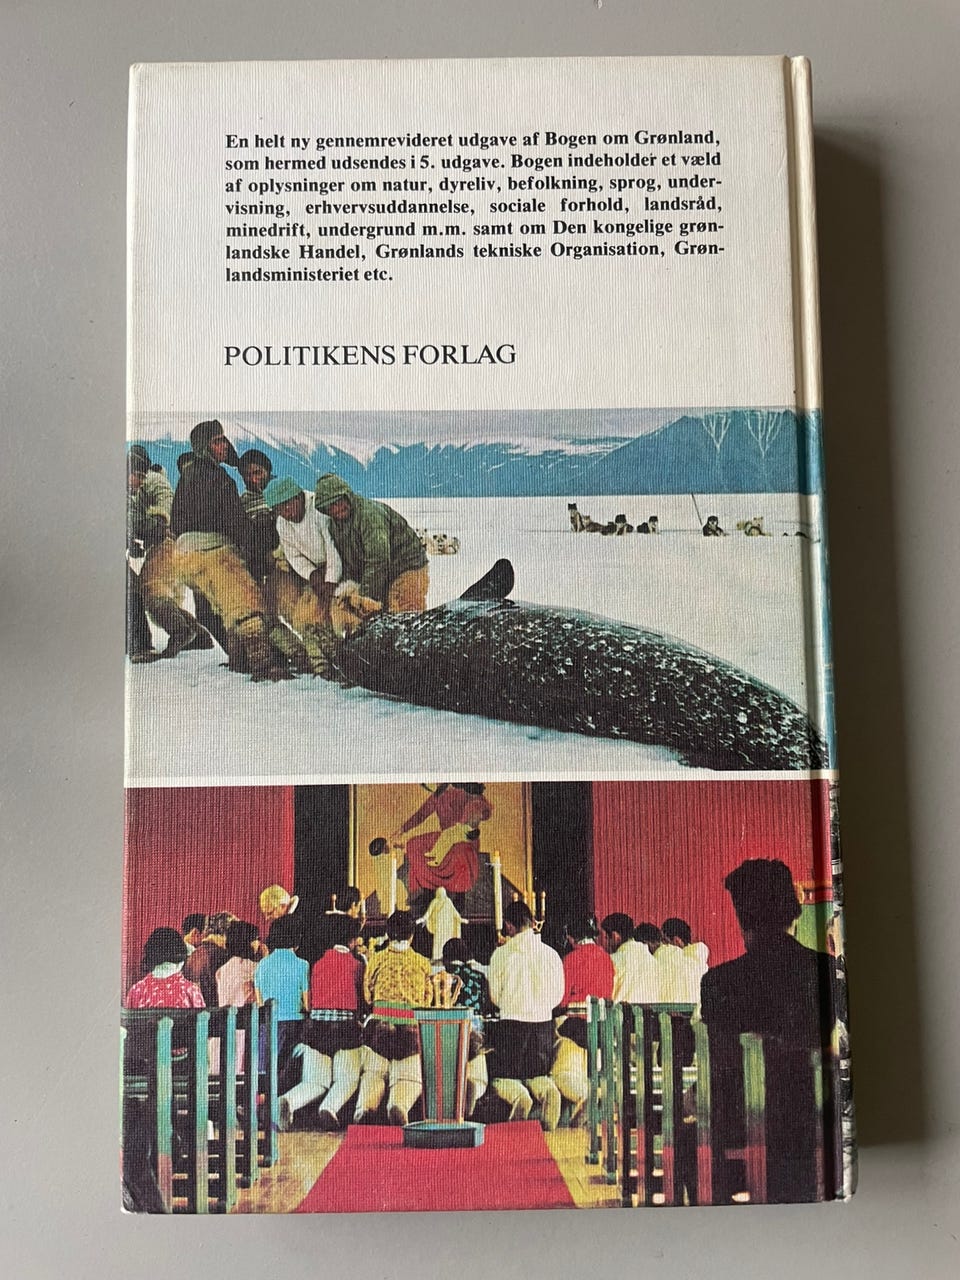 En helt ny gennemrevideret udgave af Bogen om Grønland,
som hermed udsendes i 5. udgave. Bogen indeholder et væld
af oplysninger om natur, dyreliv, befolkning, sprog, under-
visning, erhvervsuddannelse, sociale forhold, landsråd,
minedrift, undergrund m.m. samt om Den kongelige grøn-
landske Handel, Grønlands tekniske Organisation, Grøn-
landsministeriet etc.
POLITIKENS FORLAG